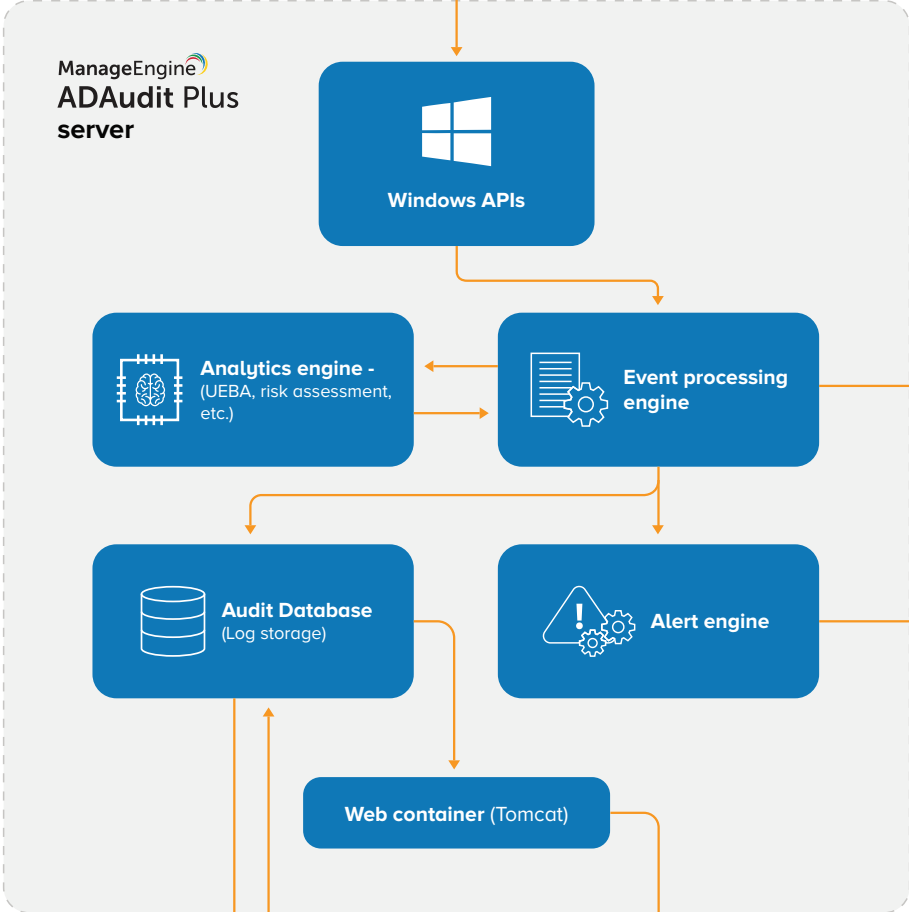 ManageEngine
ADAudit Plus
server
Windows APIs
Analytics engine -
(UEBA, risk assessment,
etc.)
Event processing
engine
Audit Database
(Log storage)
Alert engine
Web container (Tomcat)